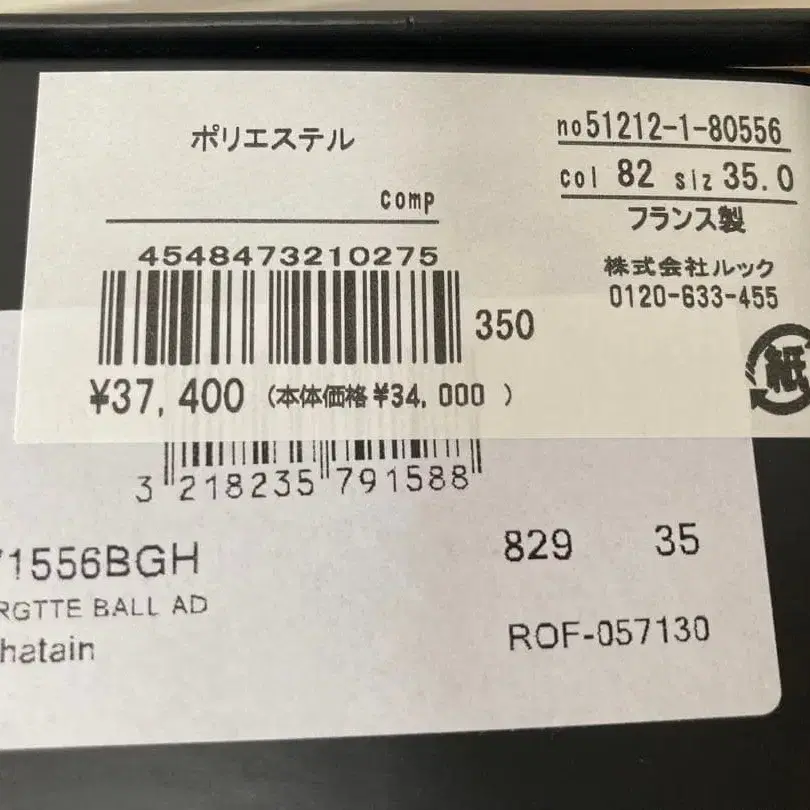 ポリエステル
comp
no51212-1-80556
col 82 siz 35.0
フランス製
株式会社ルック
0120-633-455
4548473210275
350
¥37,400 (本体価格¥34,000 )
紙
3 218235 791588
71556BGH 829 35
RGTTE BALL AD
hatain
ROF-057130